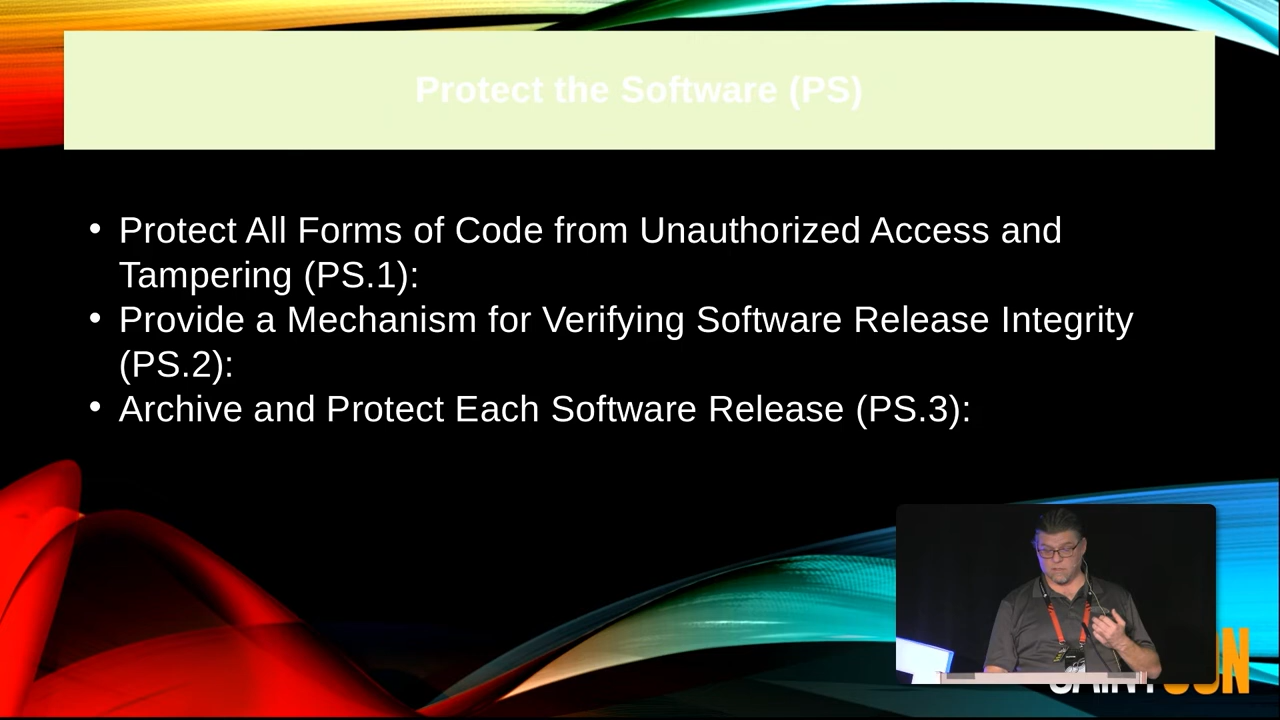 Protect the Software (PS)
• Protect All Forms of Code from Unauthorized Access and
Tampering (PS.1):
• Provide a Mechanism for Verifying Software Release Integrity
(PS.2):
• Archive and Protect Each Software Release (PS.3):